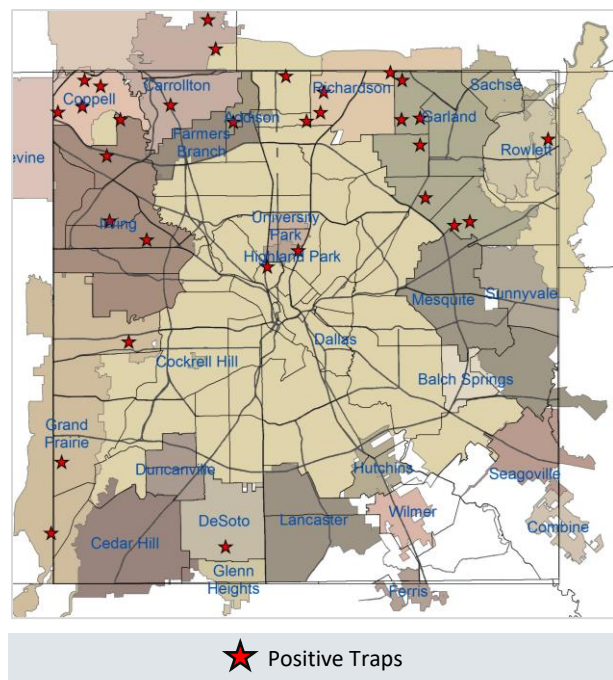 Sachse
Carrollton
Richardson
Coppell
Addison
Garland
Farmers
Branch
Rowlett
evine
University
Park
Irving
Highland Park
Mesquite
Sunnyvale
Dallas
Cockrell Hill
Balch Springs
Grand
Prairie
Duncanville
Hutchins
Seagoville
DeSoto
Lancaster
Wilmer
Combine
Cedar Hill
Glenn
Heights
Ferris
Positive Traps